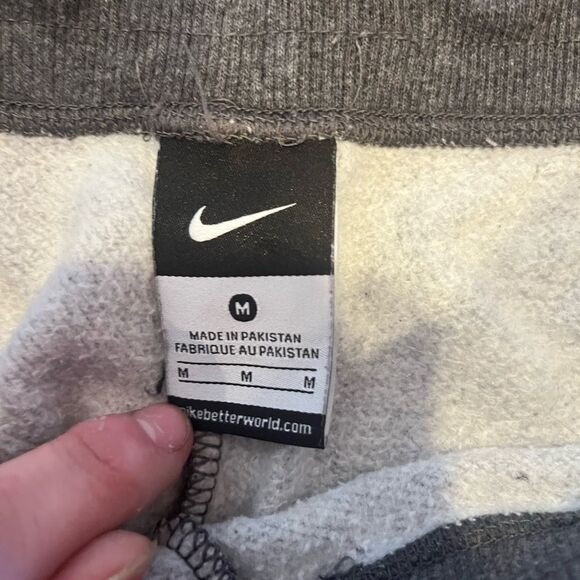 M
MADE IN PAKISTAN
FABRIQUE AU PAKISTAN
M M M
ikebetterworld.com